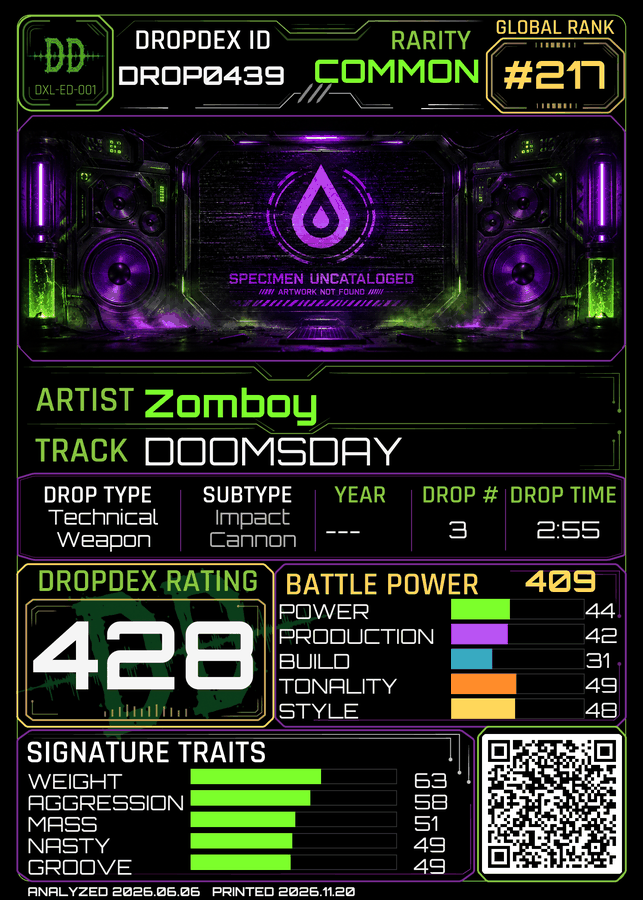 DD
DXL-ED-001
DROPDEX ID
DROP0439
RARITY
COMMON
GLOBAL RANK
#217
SPECIMEN UNCATALOGED
ARTWORK NOT FOUND
ARTIST Zomboy
TRACK DOOMSDAY
DROP TYPE
Technical
Weapon
SUBTYPE
Impact
Cannon
YEAR
---
DROP #
3
DROP TIME
2:55
DROPDEX RATING
428
BATTLE POWER 409
POWER 44
PRODUCTION 42
BUILD 31
TONALITY 49
STYLE 48
SIGNATURE TRAITS
WEIGHT 63
AGGRESSION 58
MASS 51
NASTY 49
GROOVE 49
ANALYZED 2026.06.06 PRINTED 2026.11.20